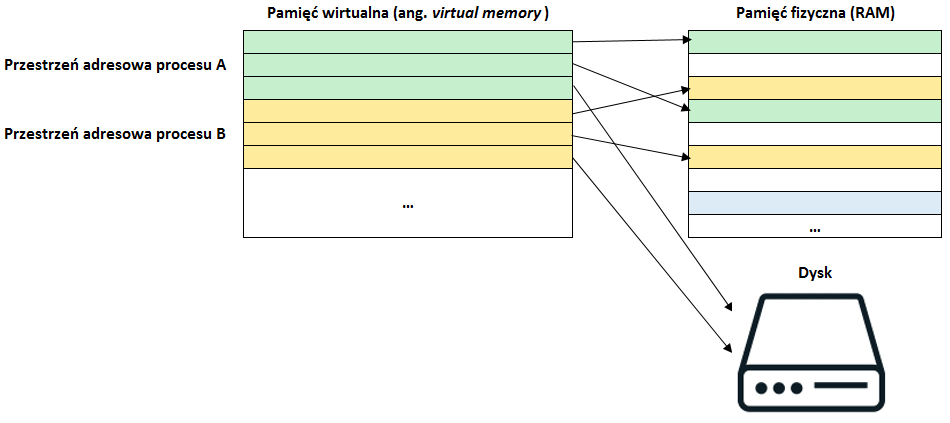 Pamięć wirtualna (ang. virtual memory )
Pamięć fizyczna (RAM)
Przestrzeń adresowa procesu A
Przestrzeń adresowa procesu B
...
...
Dysk